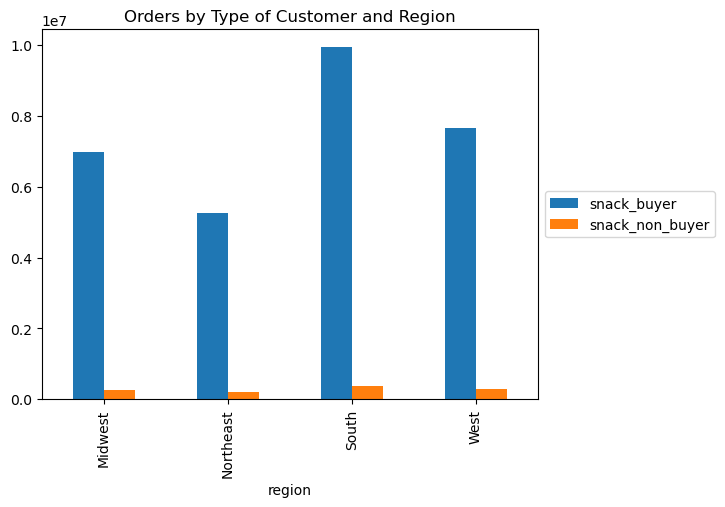 Orders by Type of Customer and Region
1e7
1.0
0.8
0.6
0.4
0.2
0.0
Midwest
Northeast
South
West
region
snack_buyer
snack_non_buyer